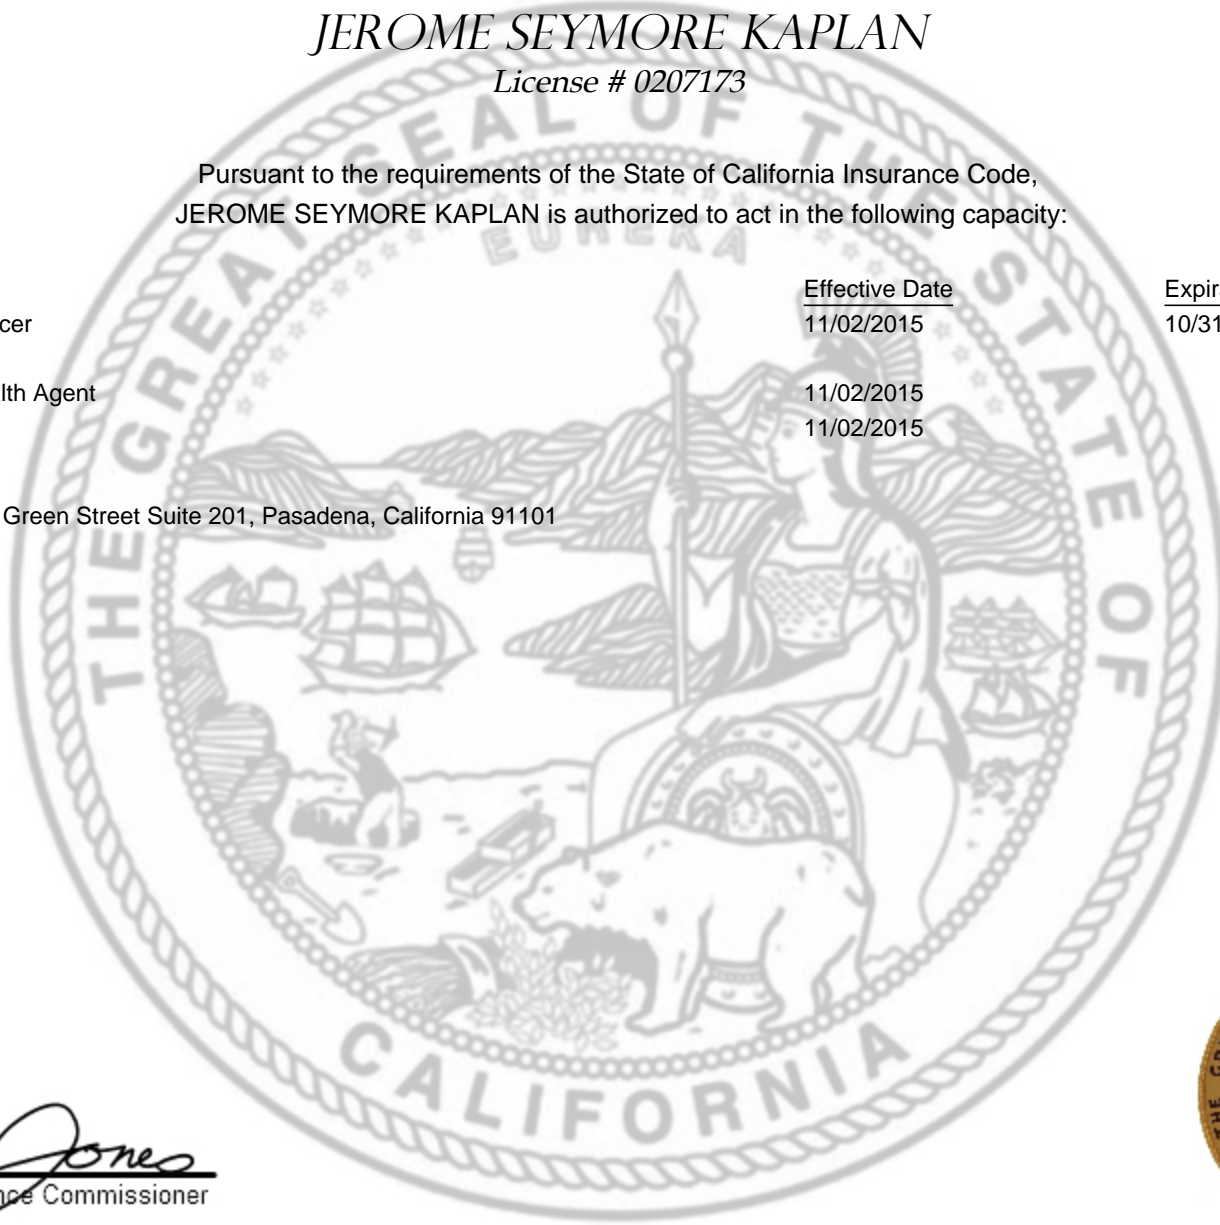 JEROME SEYMORE KAPLAN
License # 0207173
Pursuant to the requirements of the State of California Insurance Code,
JEROME SEYMORE KAPLAN is authorized to act in the following capacity:
Effective Date
11/02/2015
10/31
Agent 11/02/2015
11/02/2015
Green Street Suite 201, Pasadena, California 91101
THE GREAT SEAL OF THE STATE OF CALIFORNIA
EUREKA
Jones
Commissioner
THE